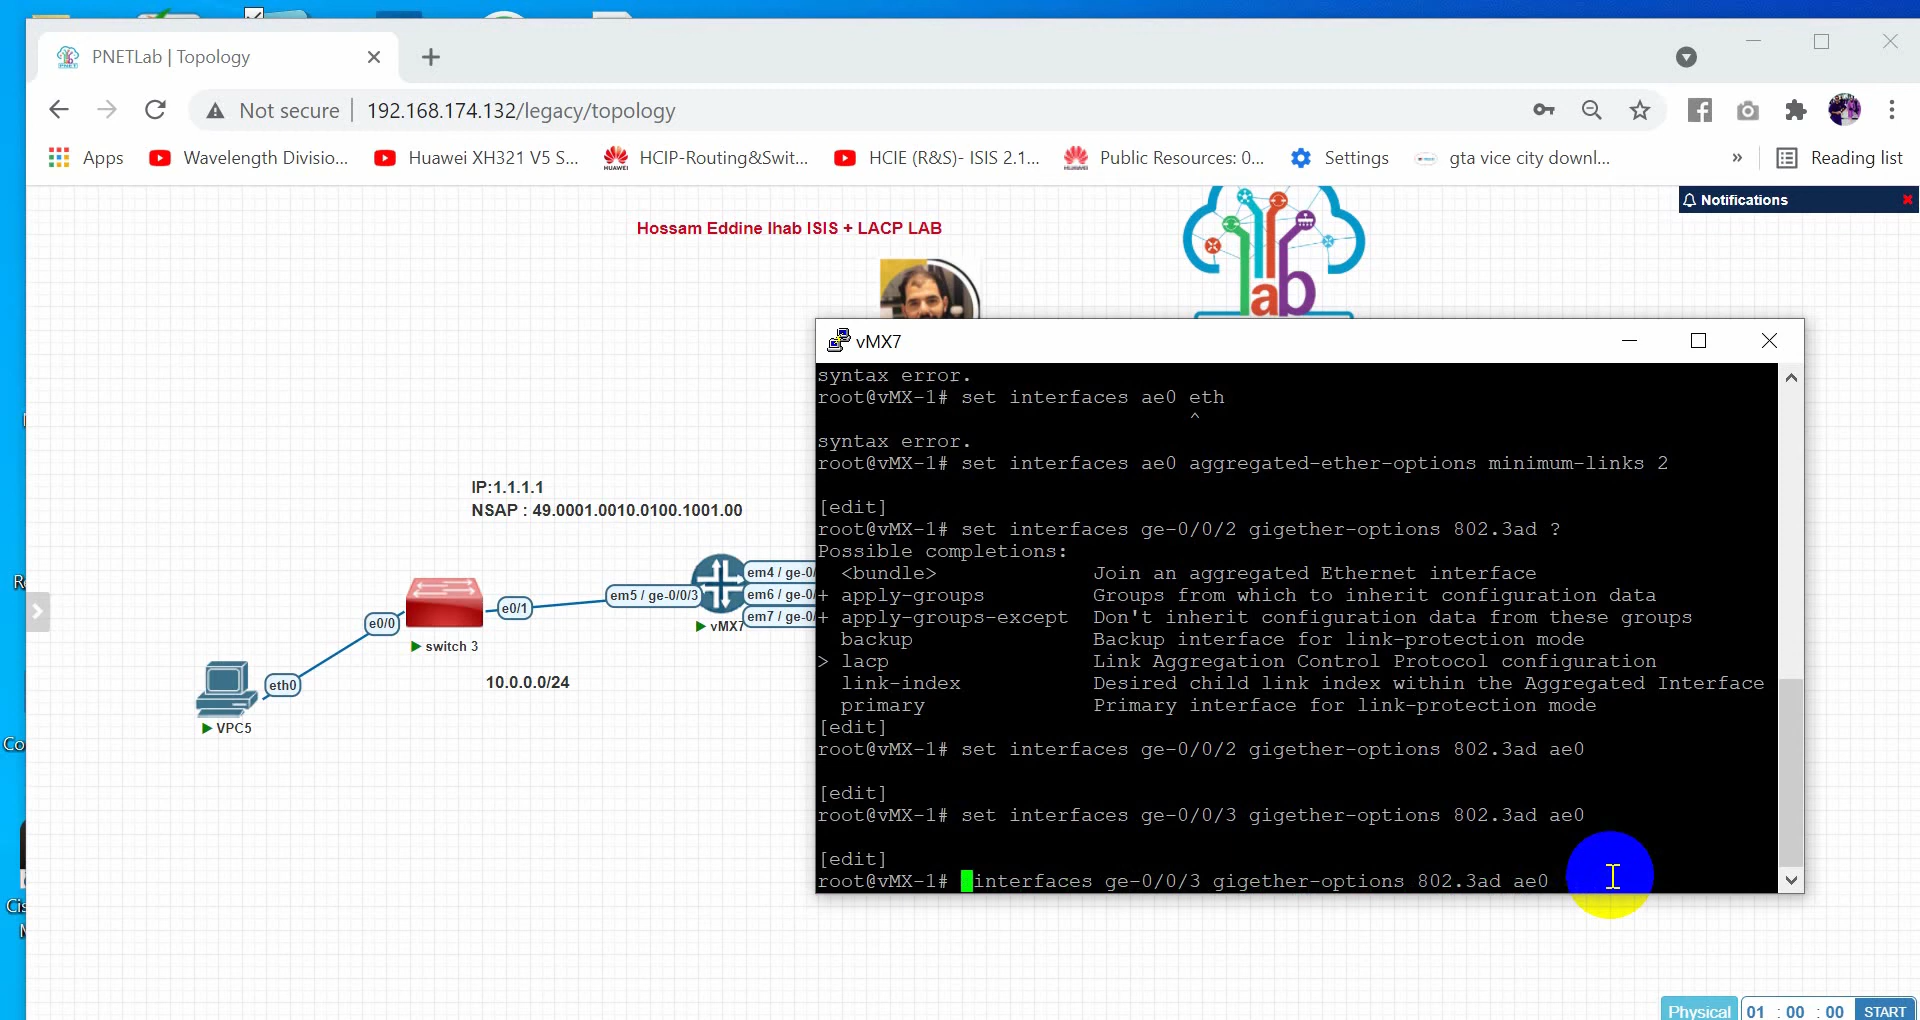 PNETLab | Topology
Not secure
192.168.174.132/legacy/topology
Apps
Wavelength Divisio...
Huawei XH321 V5 S...
HCIP-Routing&Swit...
HCIE (R&S)- ISIS 2.1...
Public Resources: 0...
Settings
gta vice city downl...
»
Reading list
Notifications
Hossam Eddine Ihab ISIS + LACP LAB
lab
IP:1.1.1.1
NSAP : 49.0001.0010.0100.1001.00
em4 / ge-0/
em5 / ge-0/0/3
em6 / ge-0/
em7 / ge-0/
vMX7
e0/1
e0/0
switch 3
10.0.0.0/24
eth0
VPC5
vMX7
syntax error.
root@vMX-1# set interfaces ae0 eth
^
syntax error.
root@vMX-1# set interfaces ae0 aggregated-ether-options minimum-links 2
[edit]
root@vMX-1# set interfaces ge-0/0/2 gigether-options 802.3ad ?
Possible completions:
<bundle> Join an aggregated Ethernet interface
+ apply-groups Groups from which to inherit configuration data
+ apply-groups-except Don't inherit configuration data from these groups
backup Backup interface for link-protection mode
> lacp Link Aggregation Control Protocol configuration
link-index Desired child link index within the Aggregated Interface
primary Primary interface for link-protection mode
[edit]
root@vMX-1# set interfaces ge-0/0/2 gigether-options 802.3ad ae0
[edit]
root@vMX-1# set interfaces ge-0/0/3 gigether-options 802.3ad ae0
[edit]
root@vMX-1# interfaces ge-0/0/3 gigether-options 802.3ad ae0
Physical
01 : 00 : 00
START